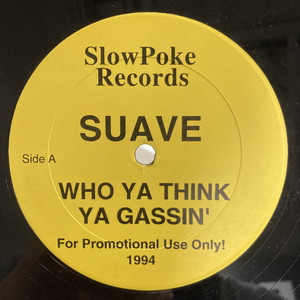 SlowPoke
Records
SUAVE
Side A
WHO YA THINK
YA GASSIN'
For Promotional Use Only!
1994